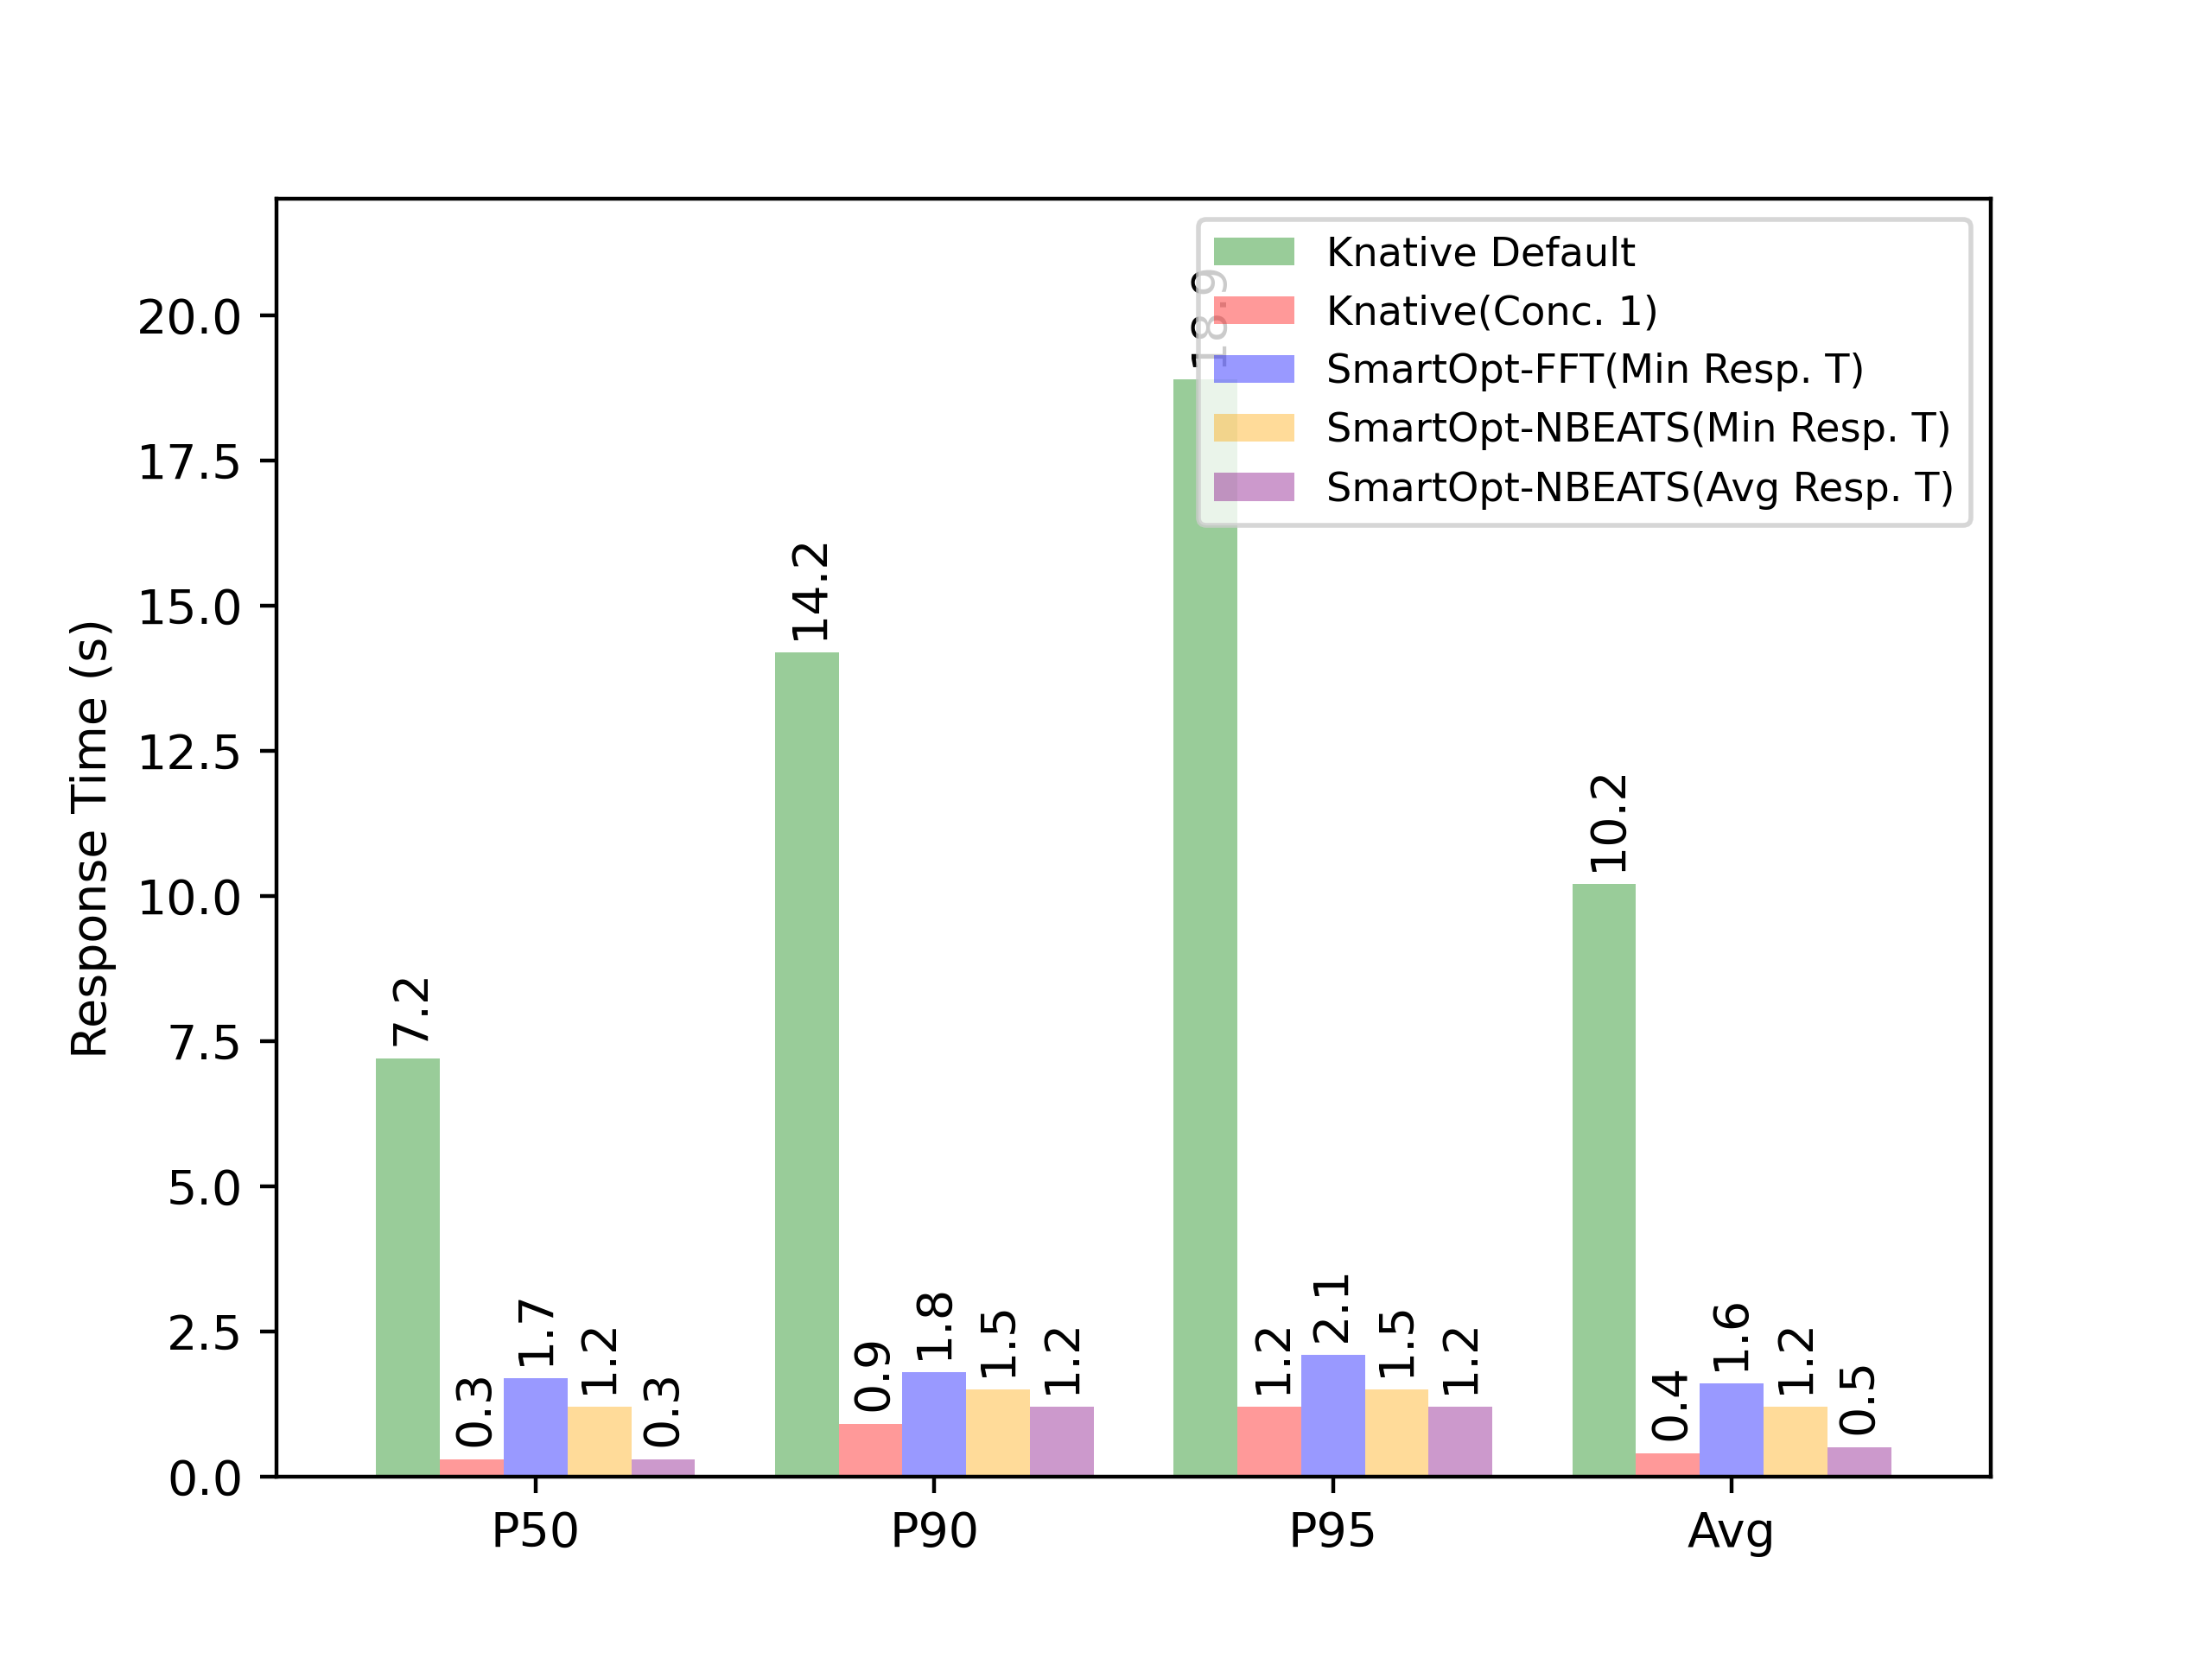 Knative Default
Knative(Conc. 1)
SmartOpt-FFT(Min Resp. T)
SmartOpt-NBEATS(Min Resp. T)
SmartOpt-NBEATS(Avg Resp. T)
Response Time (s)
20.0
17.5
15.0
12.5
10.0
7.5
5.0
2.5
0.0
7.2
0.3
1.7
1.2
0.3
14.2
0.9
1.8
1.5
1.2
18.9
1.2
2.1
1.5
1.2
10.2
0.4
1.6
1.2
0.5
P50
P90
P95
Avg